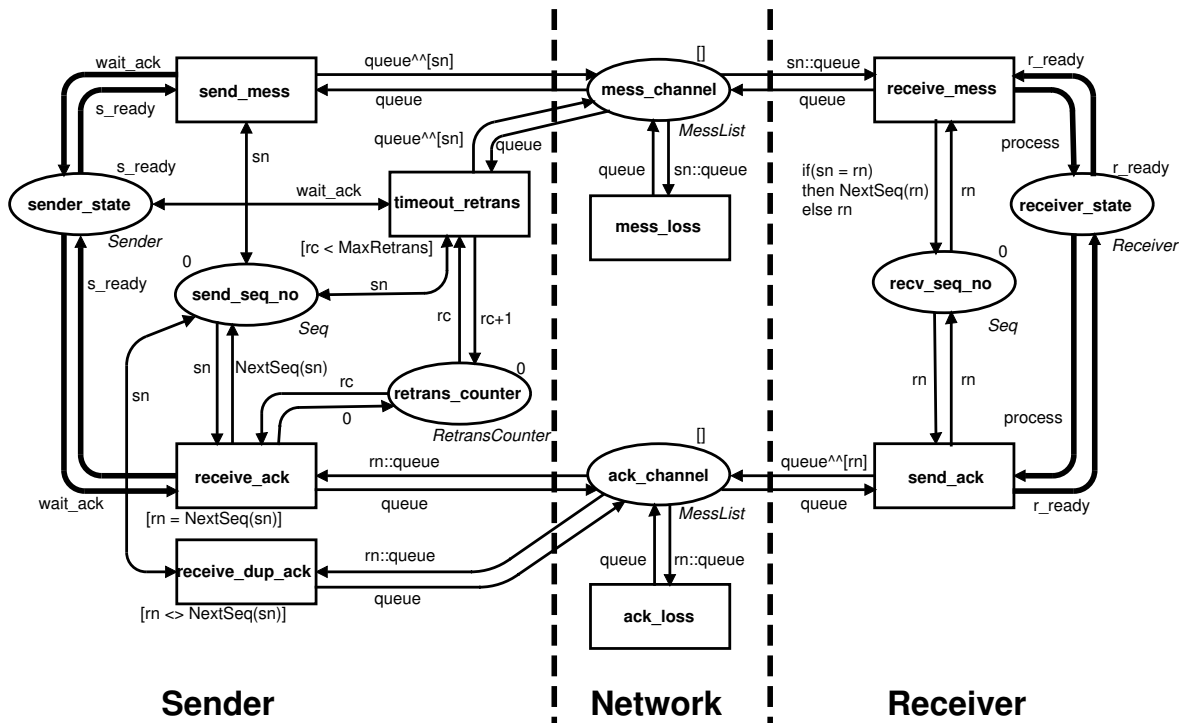 wait_ack
s_ready
send_mess
queue^^[sn]
queue
[]
mess_channel
MessList
sn::queue
queue
receive_mess
r_ready
process
r_ready
sn
s_ready
sender_state
Sender
wait_ack
queue^^[sn]
queue
timeout_retrans
[rc < MaxRetrans]
queue
sn::queue
mess_loss
if(sn = rn)
then NextSeq(rn)
else rn
rn
receiver_state
Receiver
0
s_ready
send_seq_no
Seq
sn
rc
rc+1
0
recv_seq_no
Seq
sn
sn
NextSeq(sn)
rc
0
0
retrans_counter
RetransCounter
rn
rn
process
wait_ack
receive_ack
[rn = NextSeq(sn)]
rn::queue
queue
[]
ack_channel
MessList
queue^^[rn]
queue
send_ack
r_ready
receive_dup_ack
[rn <> NextSeq(sn)]
rn::queue
queue
queue
rn::queue
ack_loss
Sender
Network
Receiver